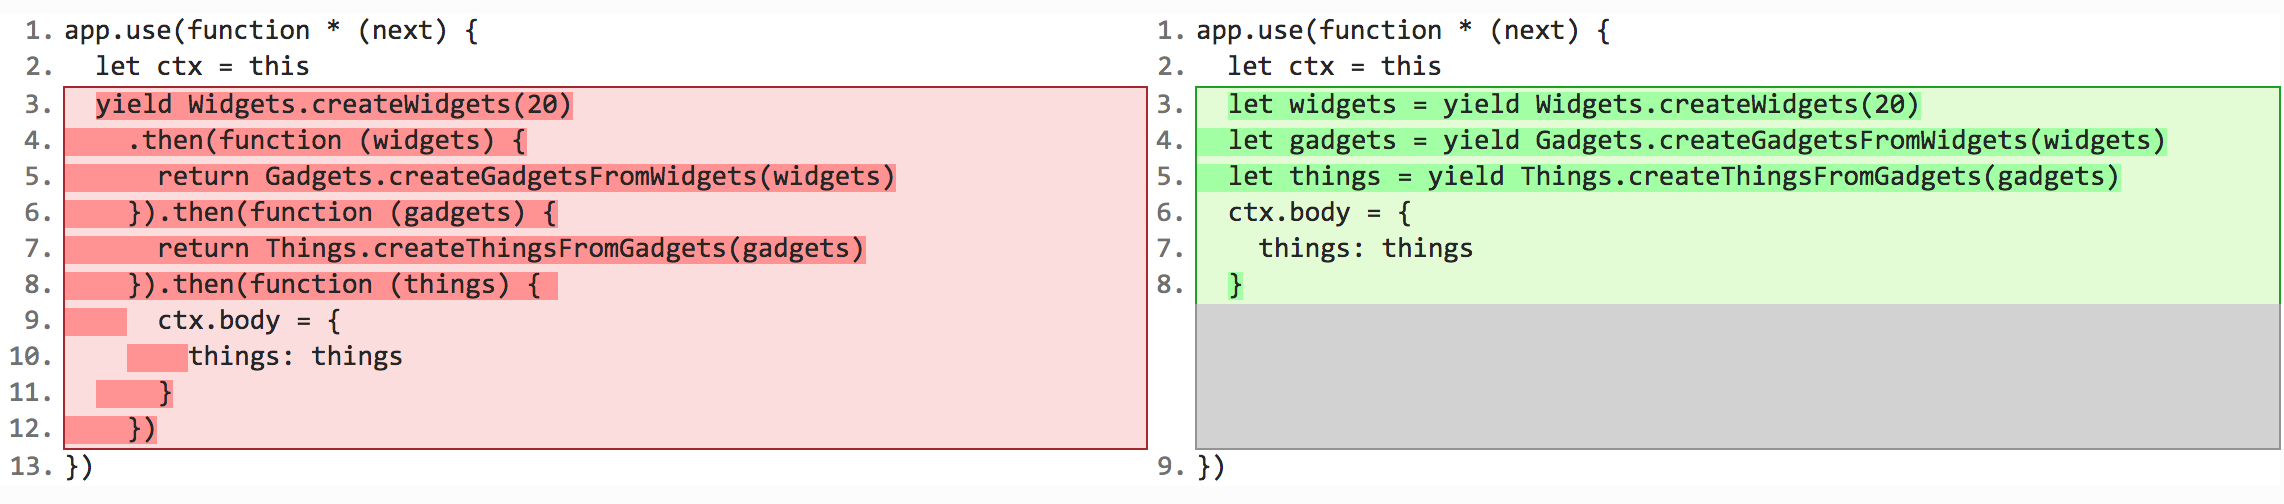 1. app.use(function * (next) {
2.   let ctx = this
3.   yield Widgets.createWidgets(20)
4.     .then(function (widgets) {
5.       return Gadgets.createGadgetsFromWidgets(widgets)
6.     }).then(function (gadgets) {
7.       return Things.createThingsFromGadgets(gadgets)
8.     }).then(function (things) {
9.       ctx.body = {
10.         things: things
11.       }
12.     })
13. })
1. app.use(function * (next) {
2.   let ctx = this
3.   let widgets = yield Widgets.createWidgets(20)
4.   let gadgets = yield Gadgets.createGadgetsFromWidgets(widgets)
5.   let things = yield Things.createThingsFromGadgets(gadgets)
6.   ctx.body = {
7.     things: things
8.   }
9. })